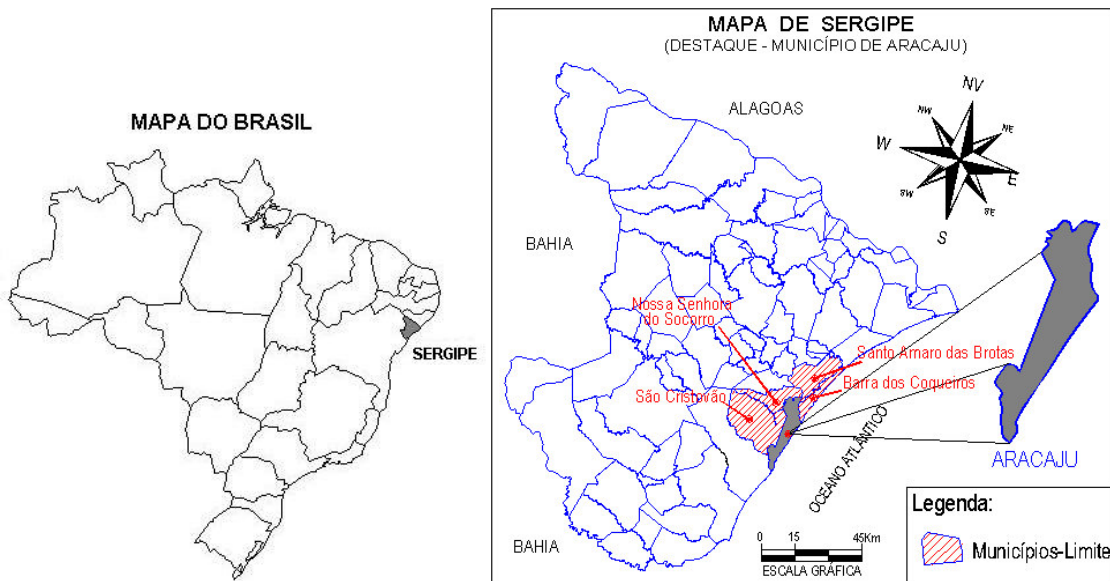 MAPA DO BRASIL
SERGIPE
MAPA DE SERGIPE
(DESTAQUE - MUNICÍPIO DE ARACAJU)
ALAGOAS
NV
NW
NE
W
E
SW
SE
S
BAHIA
Nossa Senhora
do Socorro
Santo Amaro das Brotas
São Cristovão
Barra dos Coqueiros
OCEANO ATLÂNTICO
ARACAJU
BAHIA
0 15 45Km
ESCALA GRÁFICA
Legenda:
Municípios-Limite